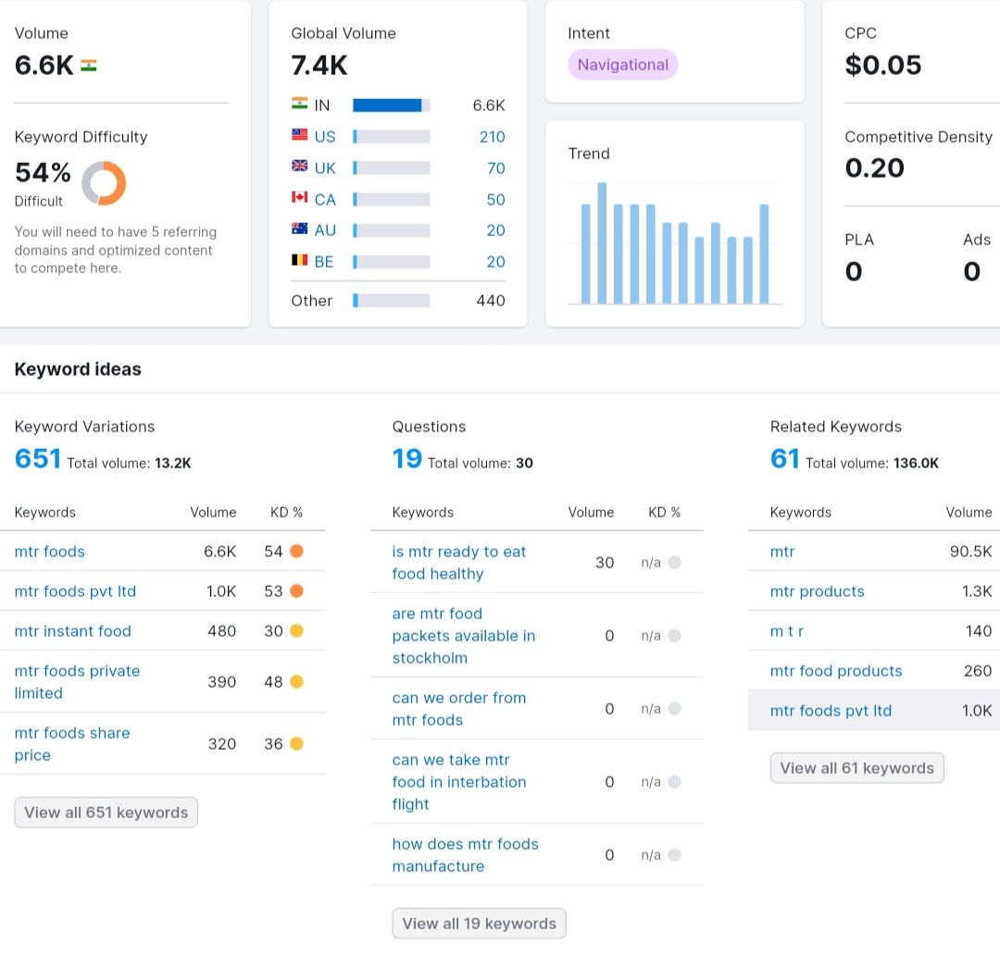 Volume
6.6K
Keyword Difficulty
54%
Difficult
You will need to have 5 referring
domains and optimized content
to compete here.
Global Volume
7.4K
IN 6.6K
US 210
UK 70
CA 50
AU 20
BE 20
Other 440
Intent
Navigational
Trend
CPC
$0.05
Competitive Density
0.20
PLA Ads
0 0
Keyword ideas
Keyword Variations
651 Total volume: 13.2K
Keywords Volume KD %
mtr foods 6.6K 54
mtr foods pvt ltd 1.0K 53
mtr instant food 480 30
mtr foods private
limited 390 48
mtr foods share
price 320 36
View all 651 keywords
Questions
19 Total volume: 30
Keywords Volume KD %
is mtr ready to eat
food healthy 30 n/a
are mtr food
packets available in 0 n/a
stockholm
can we order from
mtr foods 0 n/a
can we take mtr
food in interbation 0 n/a
flight
how does mtr foods
manufacture 0 n/a
View all 19 keywords
Related Keywords
61 Total volume: 136.0K
Keywords Volume
mtr 90.5K
mtr products 1.3K
m t r 140
mtr food products 260
mtr foods pvt ltd 1.0K
View all 61 keywords